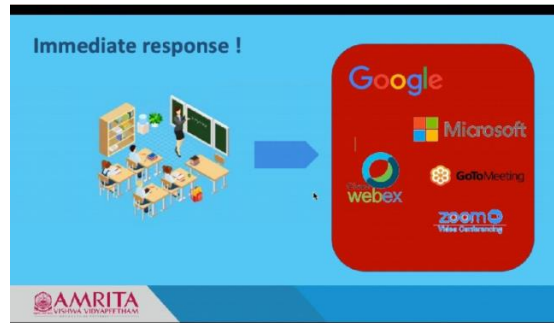 Immediate response !
Google
Microsoft
GoToMeeting
webex
zoom
Video Conferencing
AMRITA
VISHWA VIDYAPEETHAM